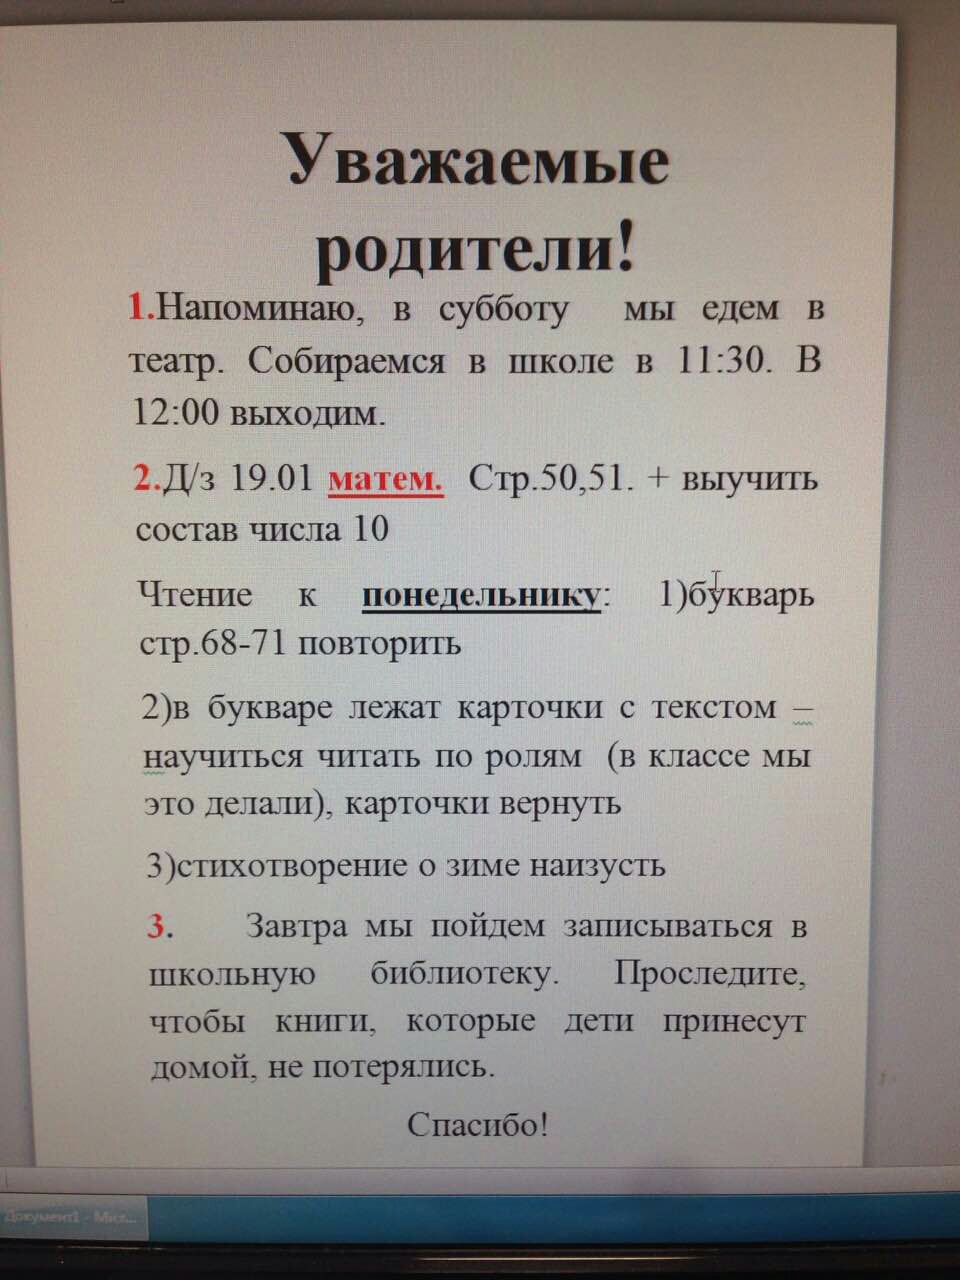 Уважаемые
родители!
1.Напоминаю, в субботу мы едем в
театр. Собираемся в школе в 11:30. В
12:00 выходим.
2.Д/з 19.01 матем. Стр.50,51. + выучить
состав числа 10
Чтение к понедельнику: 1)букварь
стр.68-71 повторить
2)в букваре лежат карточки с текстом –
научиться читать по ролям (в классе мы
это делали), карточки вернуть
3)стихотворение о зиме наизусть
3. Завтра мы пойдем записываться в
школьную библиотеку. Проследите,
чтобы книги, которые дети принесут
домой, не потерялись.
Спасибо!
Документ1 - Мик...